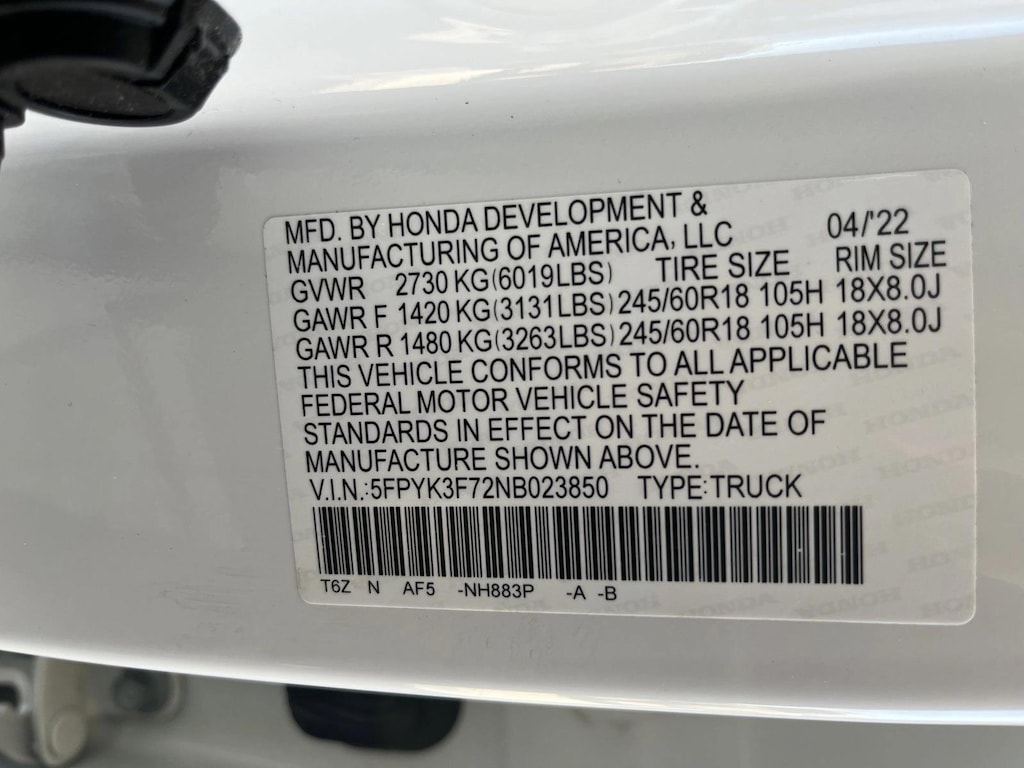 MFD. BY HONDA DEVELOPMENT &
MANUFACTURING OF AMERICA, LLC 04/'22
GVWR 2730 KG(6019LBS) TIRE SIZE RIM SIZE
GAWR F 1420 KG(3131LBS) 245/60R18 105H 18X8.0J
GAWR R 1480 KG(3263LBS) 245/60R18 105H 18X8.0J
THIS VEHICLE CONFORMS TO ALL APPLICABLE
FEDERAL MOTOR VEHICLE SAFETY
STANDARDS IN EFFECT ON THE DATE OF
MANUFACTURE SHOWN ABOVE.
V.I.N.:5FPYK3F72NB023850 TYPE:TRUCK
T6Z N AF5 -NH883P -A -B